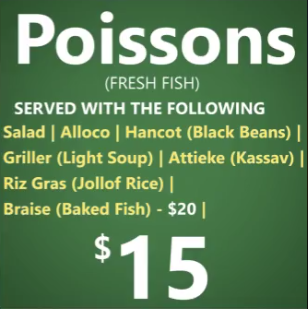 Poissons
(FRESH FISH)
SERVED WITH THE FOLLOWING
Salad | Alloco | Hancot (Black Beans) |
Griller (Light Soup) | Attieke (Kassav) |
Riz Gras (Jollof Rice) |
Braise (Baked Fish) - $20 |
$15